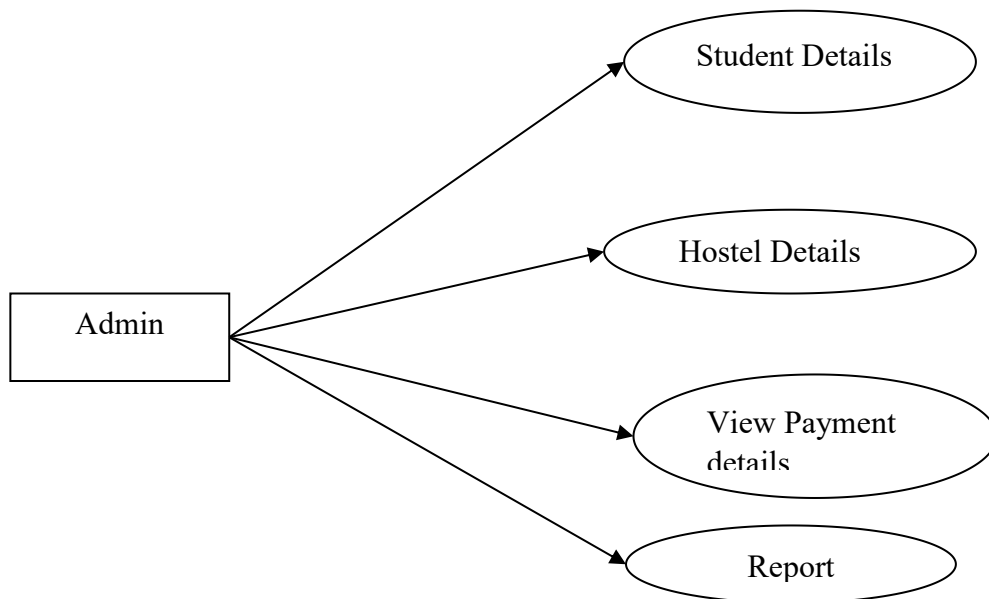 Student Details
Hostel Details
Admin
View Payment
details
Report